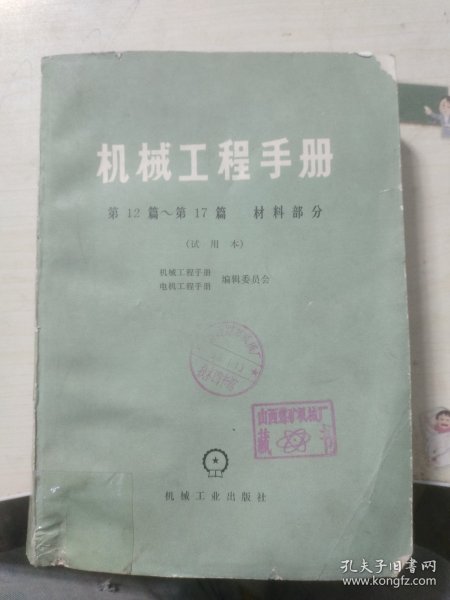 机械工程手册
第12篇～第17篇 材料部分
(试用本)
机械工程手册
电机工程手册 编辑委员会
山西煤矿机械厂
藏
机械工业出版社
孔夫子旧书网
www.kongfz.com